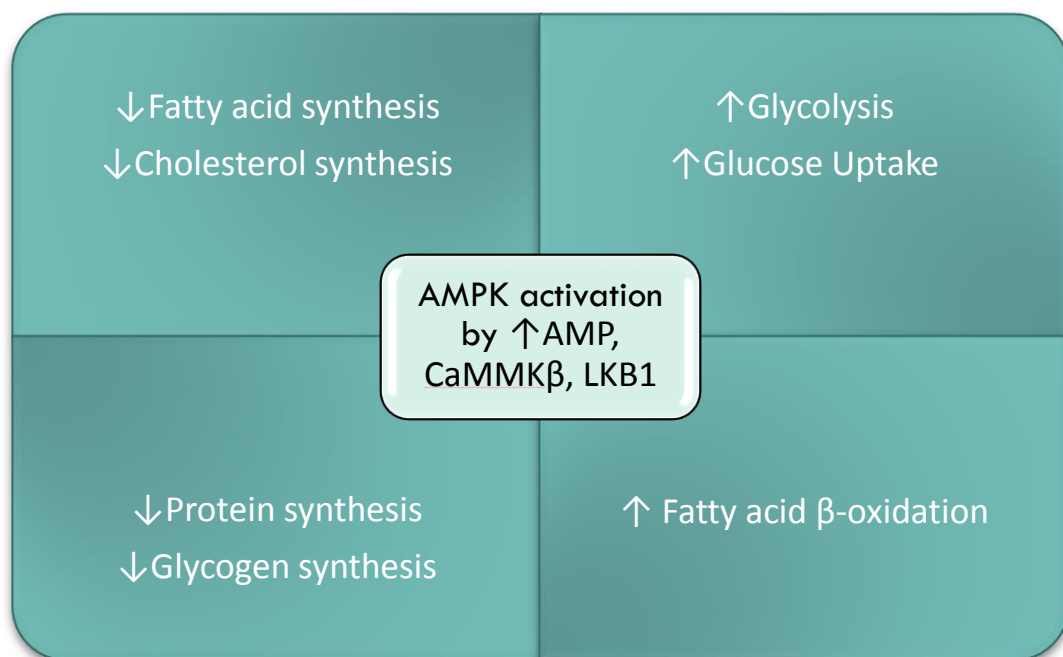 ↓Fatty acid synthesis
↓Cholesterol synthesis
↑Glycolysis
↑Glucose Uptake
AMPK activation
by ↑AMP,
CaMMKβ, LKB1
↓Protein synthesis
↓Glycogen synthesis
↑ Fatty acid β-oxidation